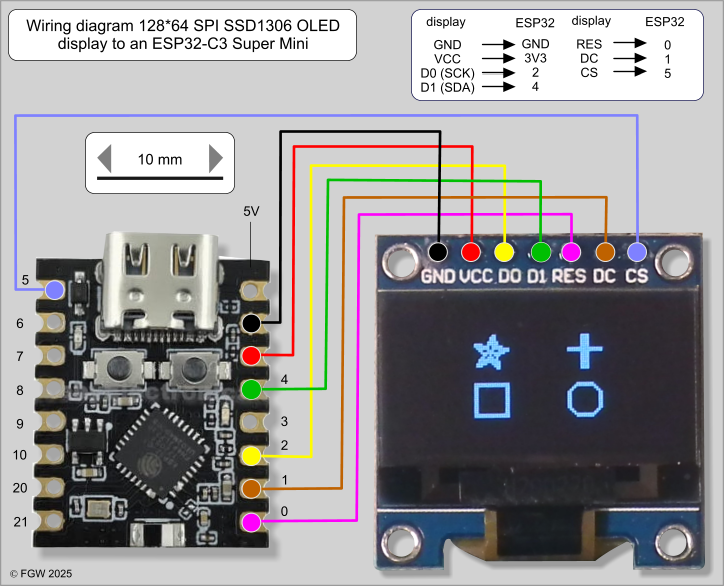 Wiring diagram 128*64 SPI SSD1306 OLED
display to an ESP32-C3 Super Mini
display ESP32 display ESP32
GND GND RES 0
VCC 3V3 DC 1
D0 (SCK) 2 CS 5
D1 (SDA) 4
10 mm
5V
GND VCC D0 D1 RES DC CS
5
6
7
8 4
9 3
10 2
20 1
21 0
© FGW 2025